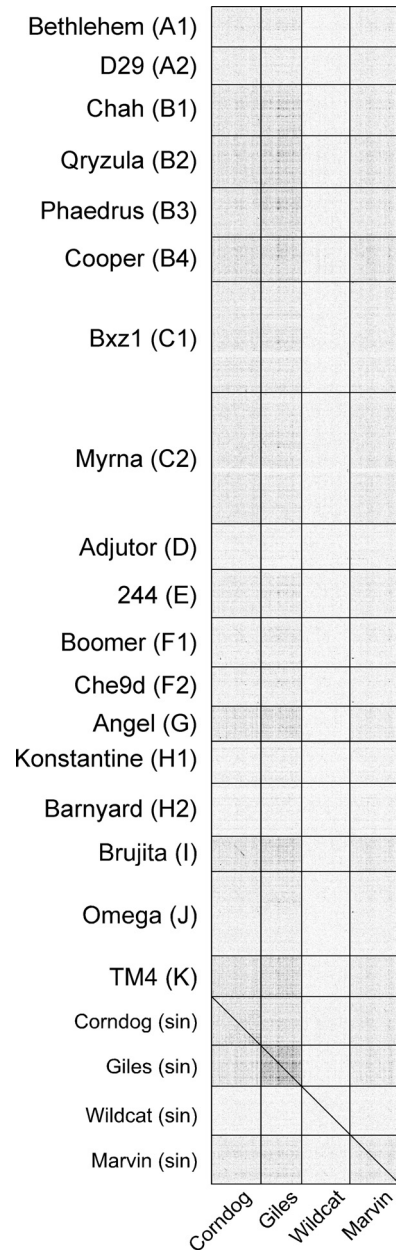 Bethlehem (A1)
D29 (A2)
Chah (B1)
Qryzula (B2)
Phaedrus (B3)
Cooper (B4)
Bxz1 (C1)
Myrna (C2)
Adjutor (D)
244 (E)
Boomer (F1)
Che9d (F2)
Angel (G)
Konstantine (H1)
Barnyard (H2)
Brujita (I)
Omega (J)
TM4 (K)
Corndog (sin)
Giles (sin)
Wildcat (sin)
Marvin (sin)
Corndog
Giles
Wildcat
Marvin